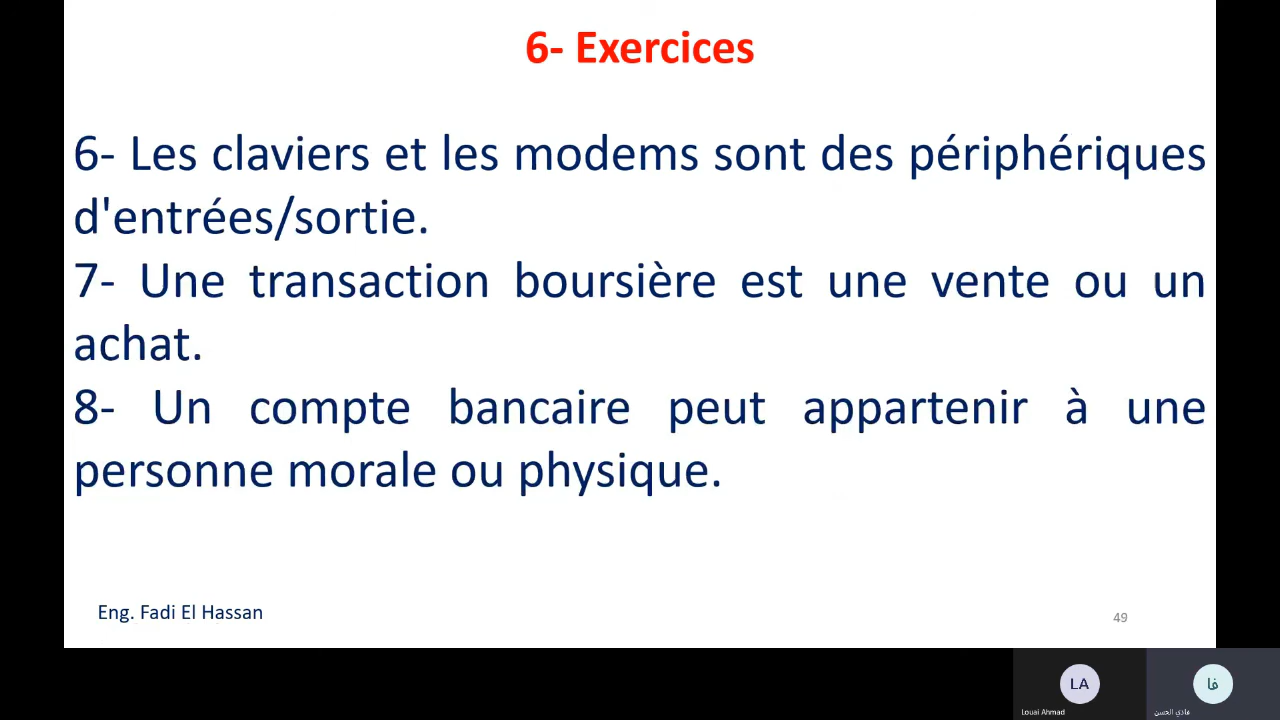 6- Exercices
6- Les claviers et les modems sont des périphériques
d'entrées/sortie.
7- Une transaction boursière est une vente ou un
achat.
8- Un compte bancaire peut appartenir à une
personne morale ou physique.
Eng. Fadi El Hassan
49
LA
فا
Louai Ahmad
فادي الحسن